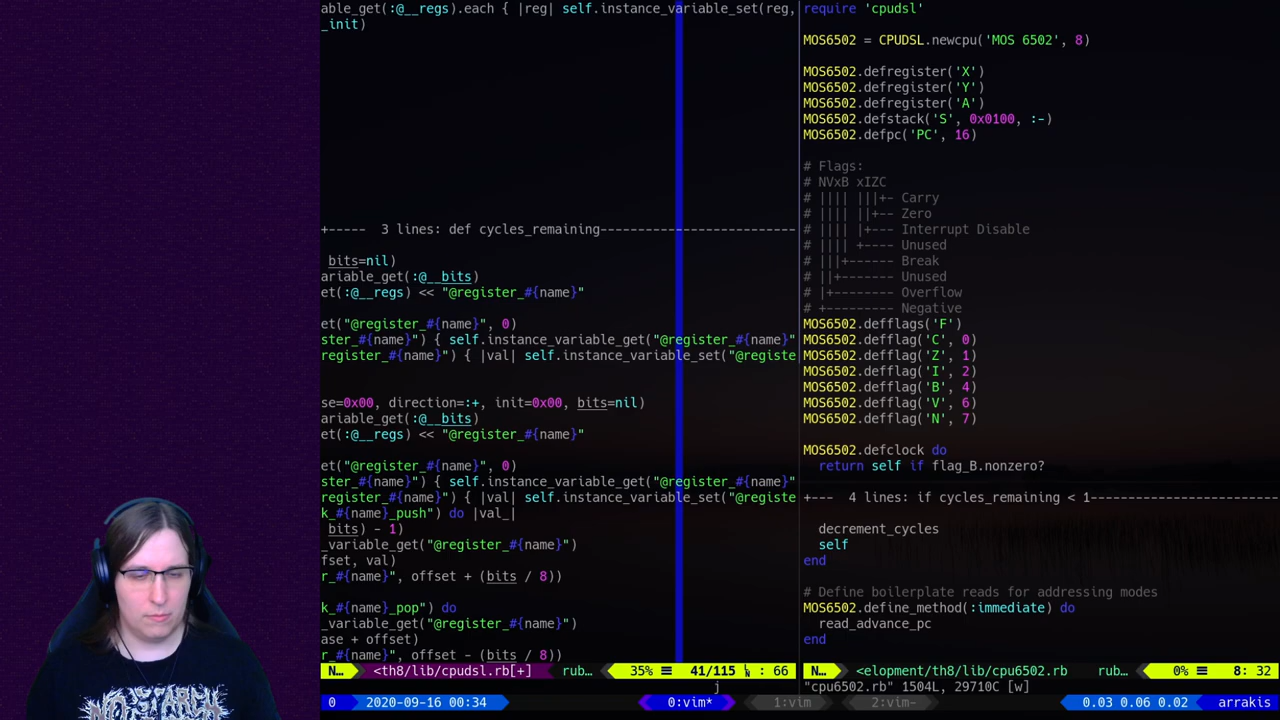 able_get(:@__regs).each { |reg| self.instance_variable_set(reg,
_init)
+----- 3 lines: def cycles_remaining--------------------------
bits=nil)
ariable_get(:@__bits)
et(:@__regs) << "@register_#{name}"
et("@register_#{name}", 0)
ster_#{name}") { self.instance_variable_get("@register_#{name}"
register_#{name}") { |val| self.instance_variable_set("@registe
se=0x00, direction=:+, init=0x00, bits=nil)
ariable_get(:@__bits)
et(:@__regs) << "@register_#{name}"
et("@register_#{name}", 0)
ster_#{name}") { self.instance_variable_get("@register_#{name}"
register_#{name}") { |val| self.instance_variable_set("@registe
k_#{name}_push") do |val_|
bits) - 1)
_variable_get("@register_#{name}")
fset, val)
r_#{name}", offset + (bits / 8))
k_#{name}_pop") do
_variable_get("@register_#{name}")
ase + offset)
r_#{name}", offset - (bits / 8))
N… <th8/lib/cpudsl.rb[+] rub… 35% ≡ 41/115 : 66
j
require 'cpudsl'
MOS6502 = CPUDSL.newcpu('MOS 6502', 8)
MOS6502.defregister('X')
MOS6502.defregister('Y')
MOS6502.defregister('A')
MOS6502.defstack('S', 0x0100, :-)
MOS6502.defpc('PC', 16)
# Flags:
# NVxB xIZC
# |||| |||+- Carry
# |||| ||+-- Zero
# |||| |+--- Interrupt Disable
# |||| +---- Unused
# |||+------ Break
# ||+------- Unused
# |+-------- Overflow
# +--------- Negative
MOS6502.defflags('F')
MOS6502.defflag('C', 0)
MOS6502.defflag('Z', 1)
MOS6502.defflag('I', 2)
MOS6502.defflag('B', 4)
MOS6502.defflag('V', 6)
MOS6502.defflag('N', 7)
MOS6502.defclock do
return self if flag_B.nonzero?
+--- 4 lines: if cycles_remaining < 1-------------------------
decrement_cycles
self
end
# Define boilerplate reads for addressing modes
MOS6502.define_method(:immediate) do
read_advance_pc
end
N… <elopment/th8/lib/cpu6502.rb rub… 0% ≡ 8: 32
"cpu6502.rb" 1504L, 29710C [w]
0 2020-09-16 00:34 0:vim* 1:vim 2:vim- 0.03 0.06 0.02 arrakis